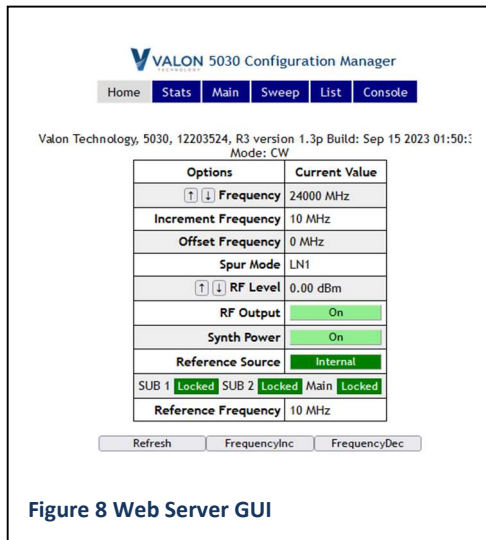 VALON 5030 Configuration Manager
TECHNOLOGY
Home Stats Main Sweep List Console
Valon Technology, 5030, 12203524, R3 version 1.3p Build: Sep 15 2023 01:50:
Mode: CW
Options Current Value
↑ ↓ Frequency 24000 MHz
Increment Frequency 10 MHz
Offset Frequency 0 MHz
Spur Mode LN1
↑ ↓ RF Level 0.00 dBm
RF Output On
Synth Power On
Reference Source Internal
SUB 1 Locked SUB 2 Locked Main Locked
Reference Frequency 10 MHz
Refresh FrequencyInc FrequencyDec
Figure 8 Web Server GUI